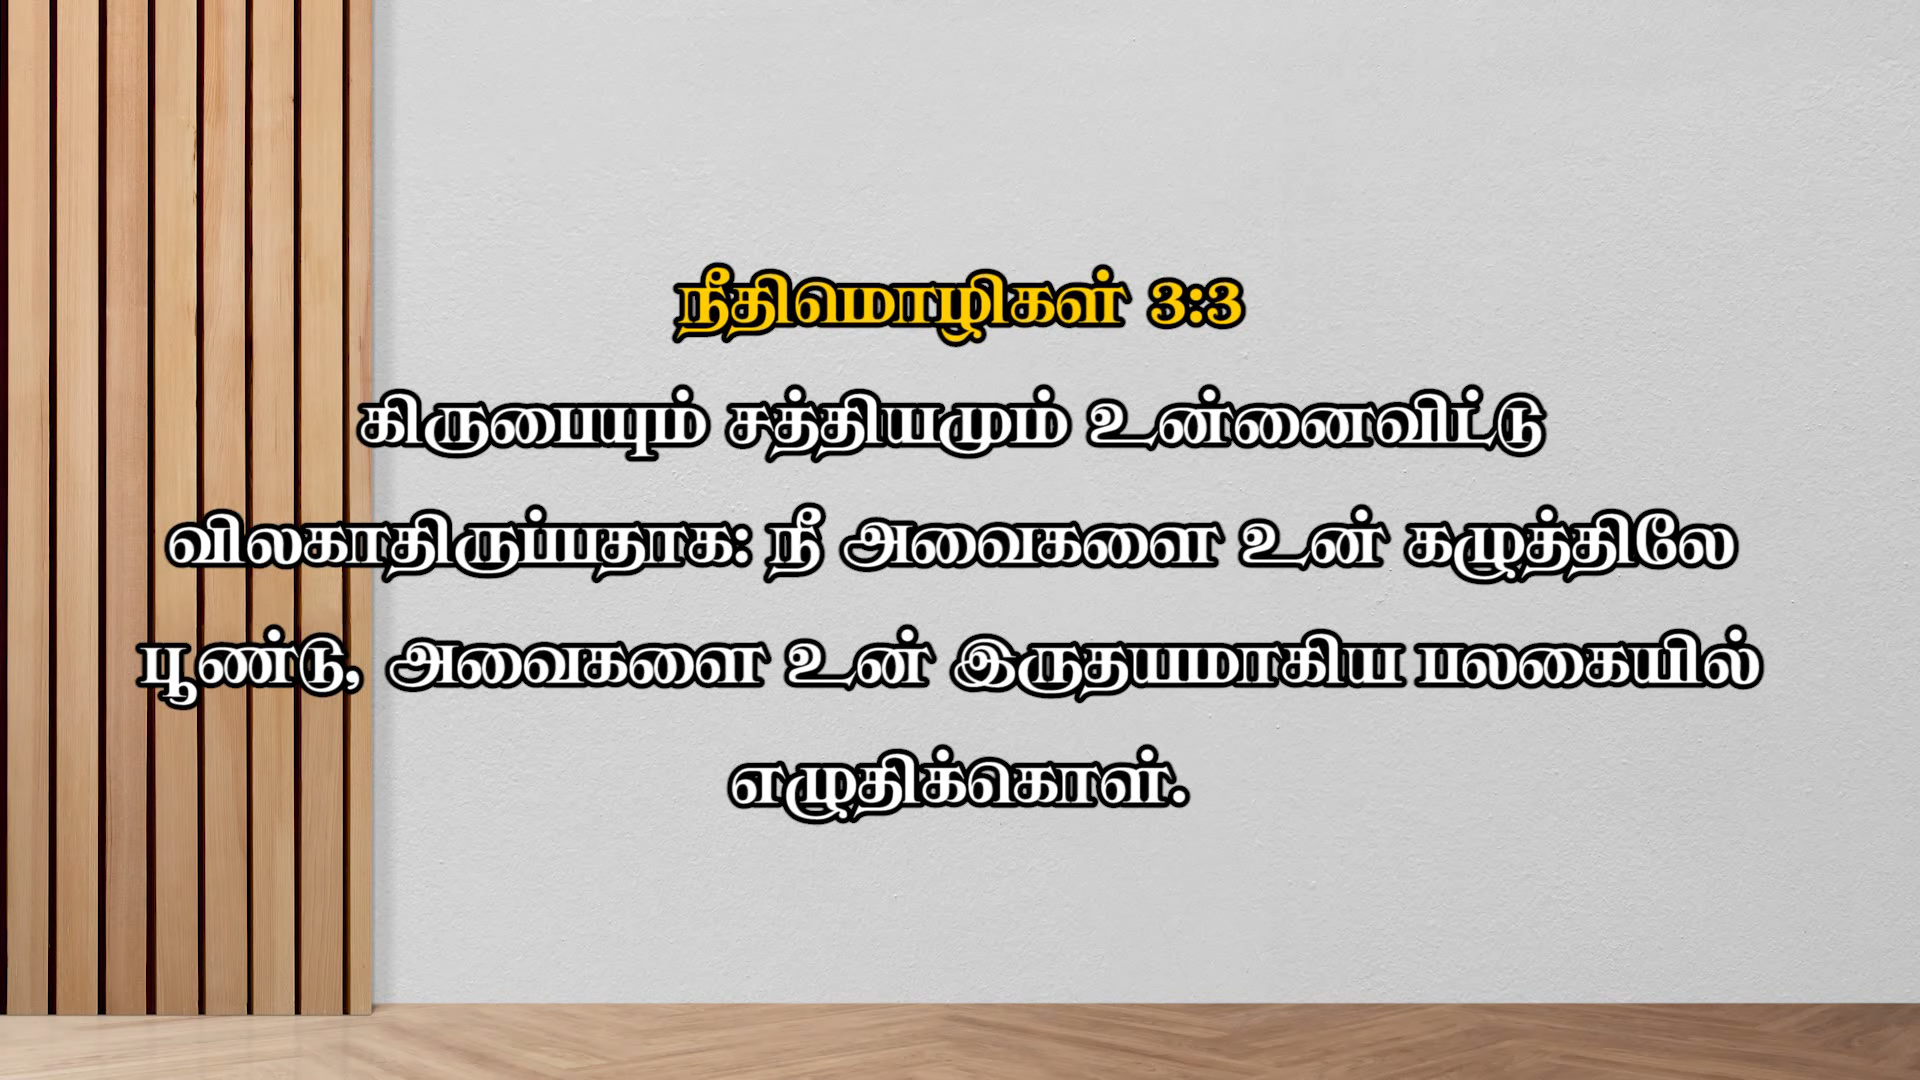 நீதிமொழிகள் 3:3
கிருபையும் சத்தியமும் உன்னைவிட்டு
விலகாதிருப்பதாக: நீ அவைகளை உன் கழுத்திலே
பூண்டு, அவைகளை உன் இருதயமாகிய பலகையில்
எழுதிக்கொள்.